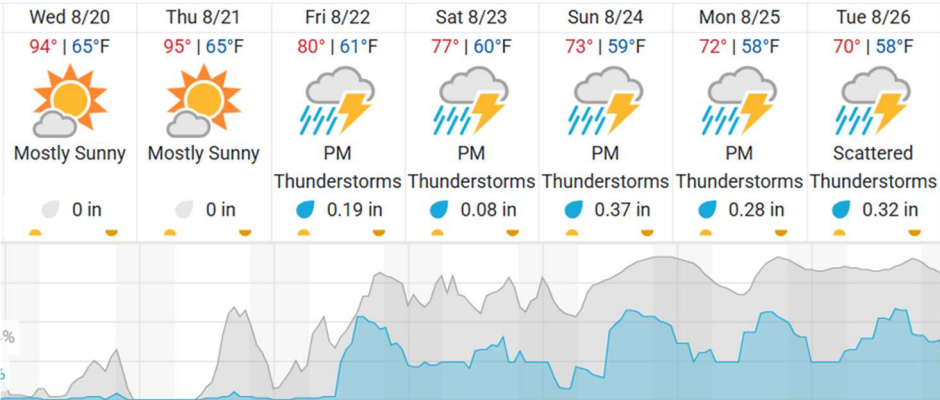 Wed 8/20 Thu 8/21 Fri 8/22 Sat 8/23 Sun 8/24 Mon 8/25 Tue 8/26
94° | 65°F 95° | 65°F 80° | 61°F 77° | 60°F 73° | 59°F 72° | 58°F 70° | 58°F
Mostly Sunny Mostly Sunny PM PM PM PM Scattered
Thunderstorms Thunderstorms Thunderstorms Thunderstorms Thunderstorms
0 in 0 in 0.19 in 0.08 in 0.37 in 0.28 in 0.32 in
%